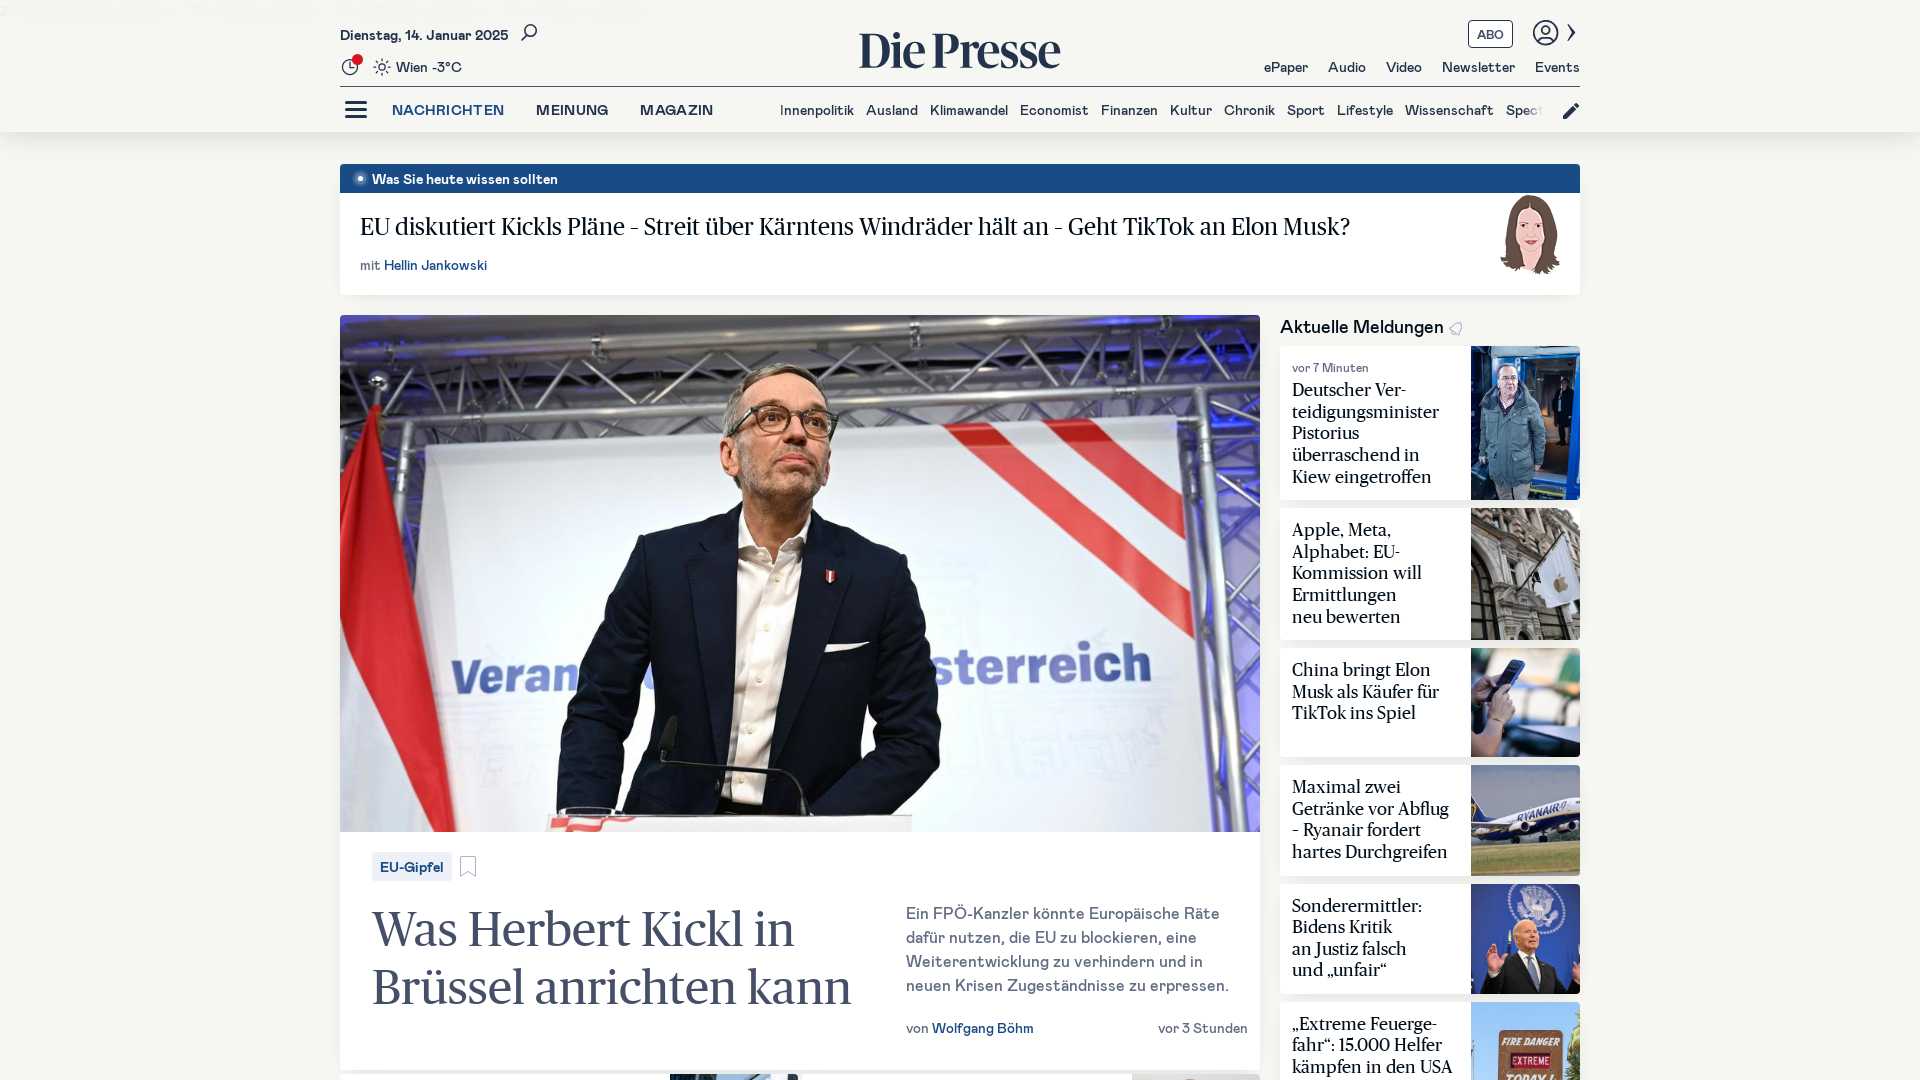 Dienstag, 14. Januar 2025
Die Presse
ABO
Wien -3°C
ePaper Audio Video Newsletter Events
NACHRICHTEN MEINUNG MAGAZIN
Innenpolitik Ausland Klimawandel Economist Finanzen Kultur Chronik Sport Lifestyle Wissenschaft Spect
Was Sie heute wissen sollten
EU diskutiert Kickls Pläne – Streit über Kärntens Windräder hält an – Geht TikTok an Elon Musk?
mit Hellin Jankowski
Veran sterreich
EU-Gipfel
Was Herbert Kickl in
Brüssel anrichten kann
Ein FPÖ-Kanzler könnte Europäische Räte
dafür nutzen, die EU zu blockieren, eine
Weiterentwicklung zu verhindern und in
neuen Krisen Zugeständnisse zu erpressen.
von Wolfgang Böhm
vor 3 Stunden
Aktuelle Meldungen
vor 7 Minuten
Deutscher Ver-
teidigungsminister
Pistorius
überraschend in
Kiew eingetroffen
Apple, Meta,
Alphabet: EU-
Kommission will
Ermittlungen
neu bewerten
China bringt Elon
Musk als Käufer für
TikTok ins Spiel
Maximal zwei
Getränke vor Abflug
– Ryanair fordert
hartes Durchgreifen
RYANAIR
Sonderermittler:
Bidens Kritik
an Justiz falsch
und „unfair“
„Extreme Feuerge-
fahr“: 15.000 Helfer
kämpfen in den USA
FIRE DANGER
EXTREME
TODAY!